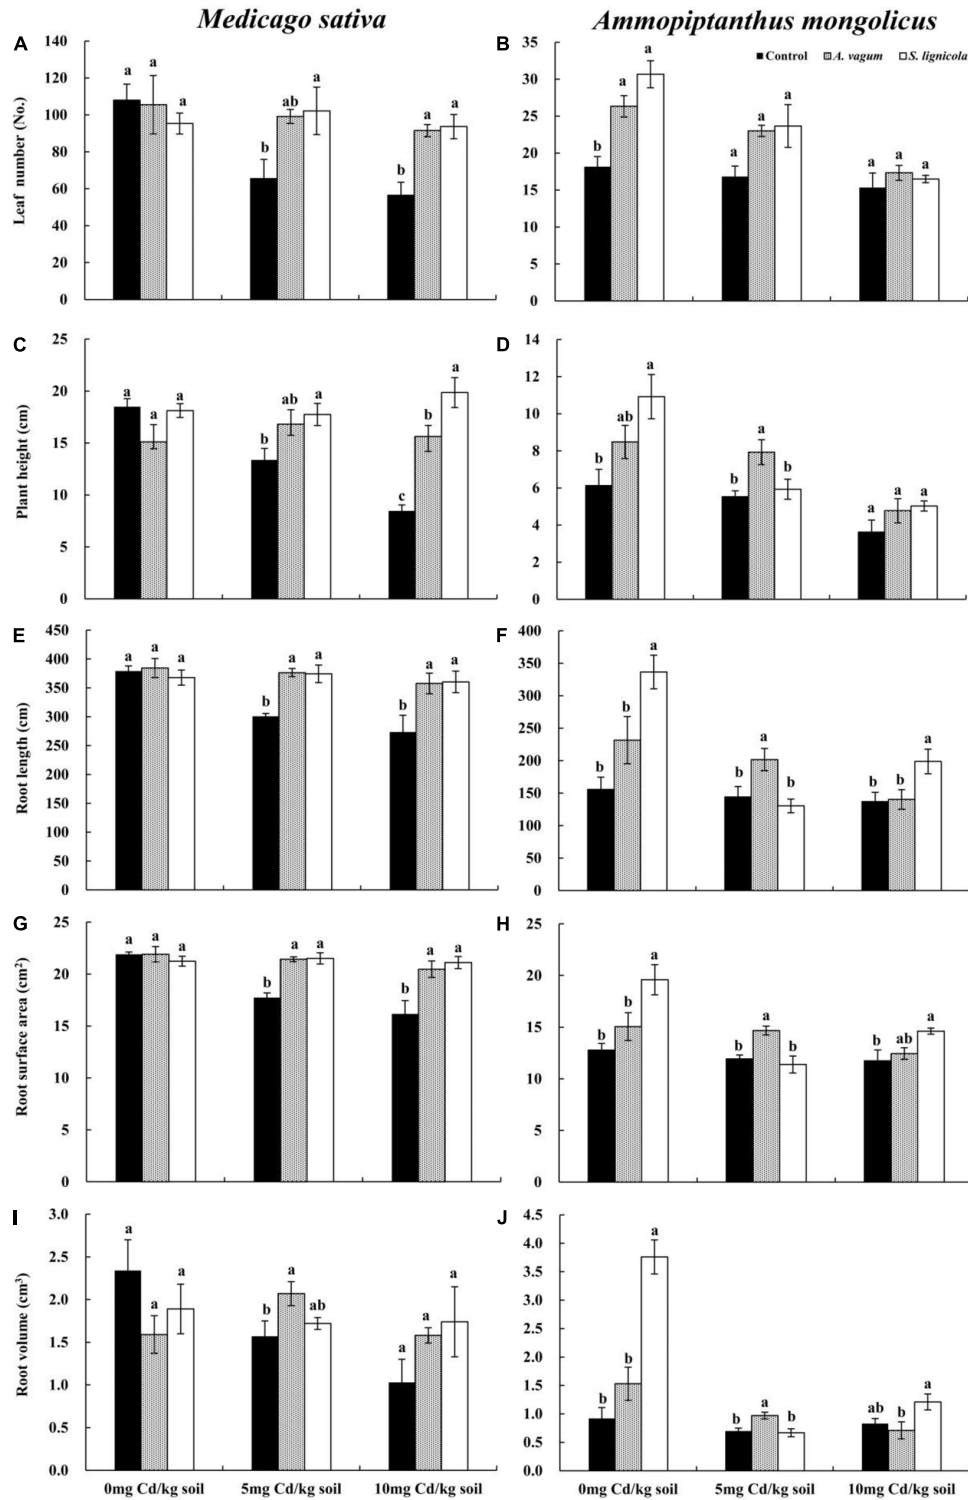 Medicago sativa
Ammopiptanthus mongolicus
A
Leaf number (No.)
140
120
100
80
60
40
20
0
a a a
b ab a
b a a
B
■ Control A. vagum □ S. lignicola
35
30
25
20
15
10
5
0
b a a
a a a
a a a
C
Plant height (cm)
25
20
15
10
5
0
a a a
b ab a
c b a
D
14
12
10
8
6
4
2
0
b ab a
b a b
a a a
E
Root length (cm)
450
400
350
300
250
200
150
100
50
0
a a a
b a a
b a a
F
400
350
300
250
200
150
100
50
0
b b a
b a b
b b a
G
Root surface area (cm²)
25
20
15
10
5
0
a a a
b a a
b a a
H
25
20
15
10
5
0
b b a
b a b
b ab a
I
Root volume (cm³)
3.0
2.5
2.0
1.5
1.0
0.5
0.0
a a a
b a ab
a a a
0mg Cd/kg soil 5mg Cd/kg soil 10mg Cd/kg soil
J
4.5
4.0
3.5
3.0
2.5
2.0
1.5
1.0
0.5
0.0
b b a
b a b
ab b a
0mg Cd/kg soil 5mg Cd/kg soil 10mg Cd/kg soil